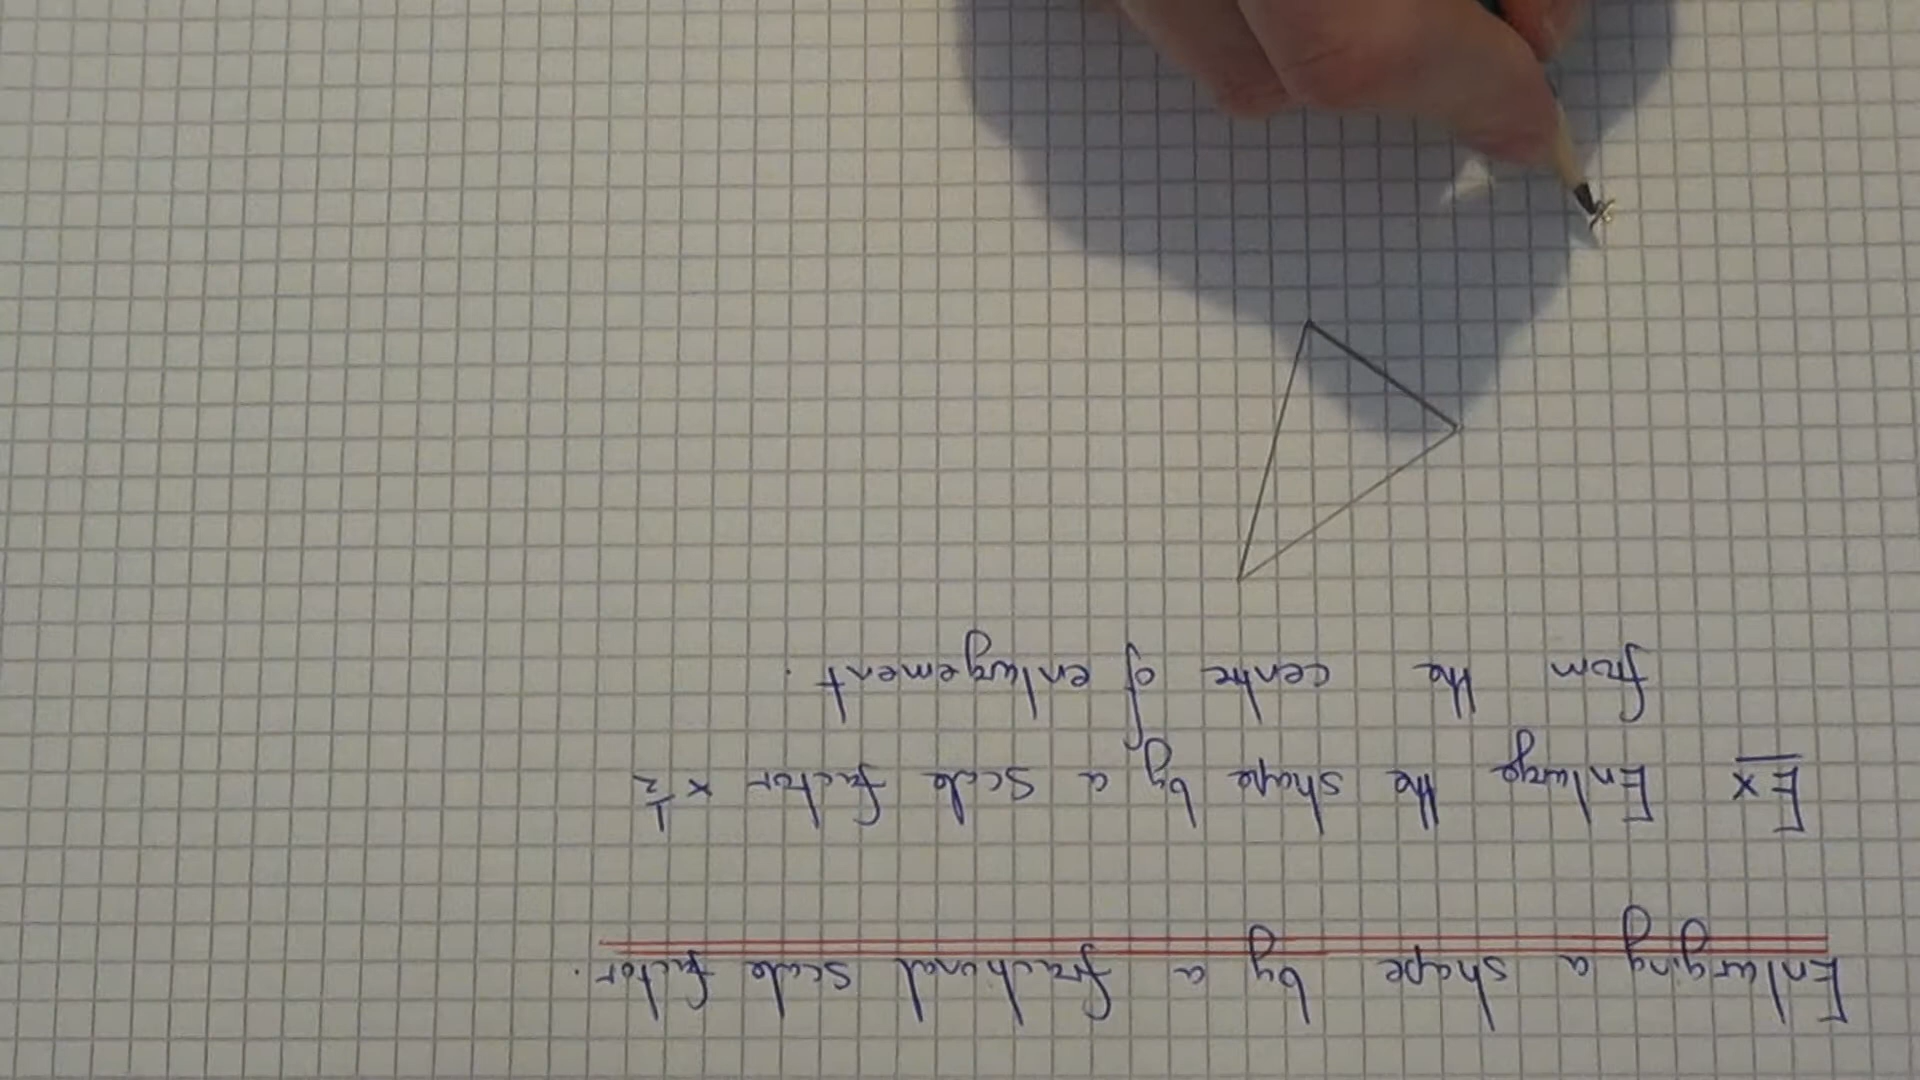 Enlarging a shape by a fractional scale factor.
Ex Enlarge the shape by a scale factor x ½
from the centre of enlargement.